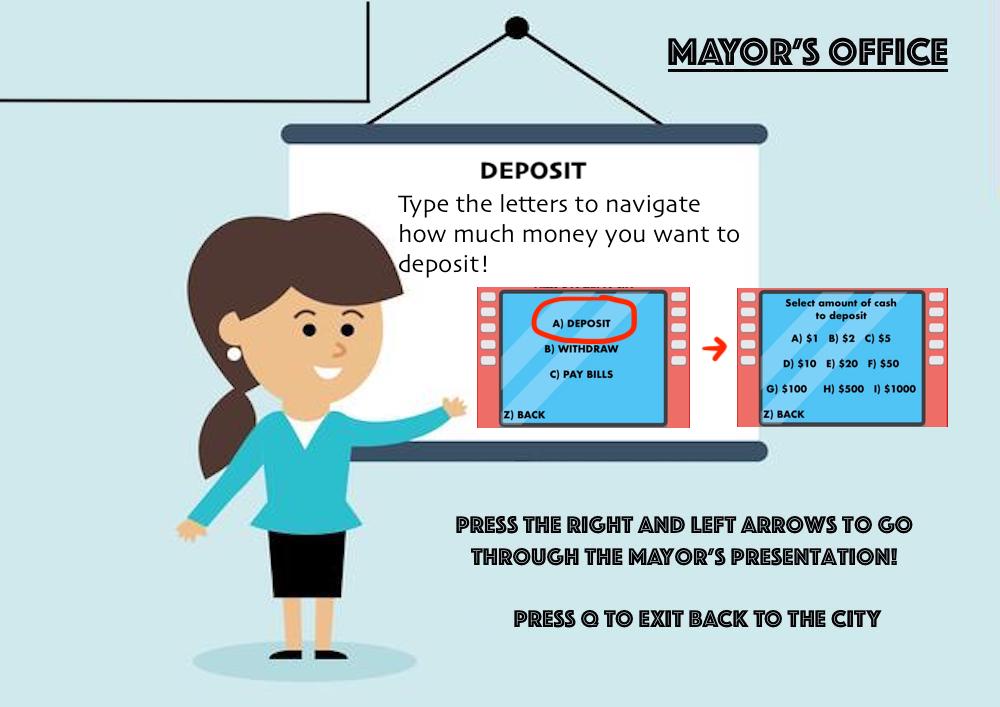 MAYOR'S OFFICE
DEPOSIT
Type the letters to navigate
how much money you want to
deposit!
A) DEPOSIT
B) WITHDRAW
C) PAY BILLS
Z) BACK
Select amount of cash
to deposit
A) $1 B) $2 C) $5
D) $10 E) $20 F) $50
G) $100 H) $500 I) $1000
Z) BACK
PRESS THE RIGHT AND LEFT ARROWS TO GO
THROUGH THE MAYOR'S PRESENTATION!
PRESS Q TO EXIT BACK TO THE CITY